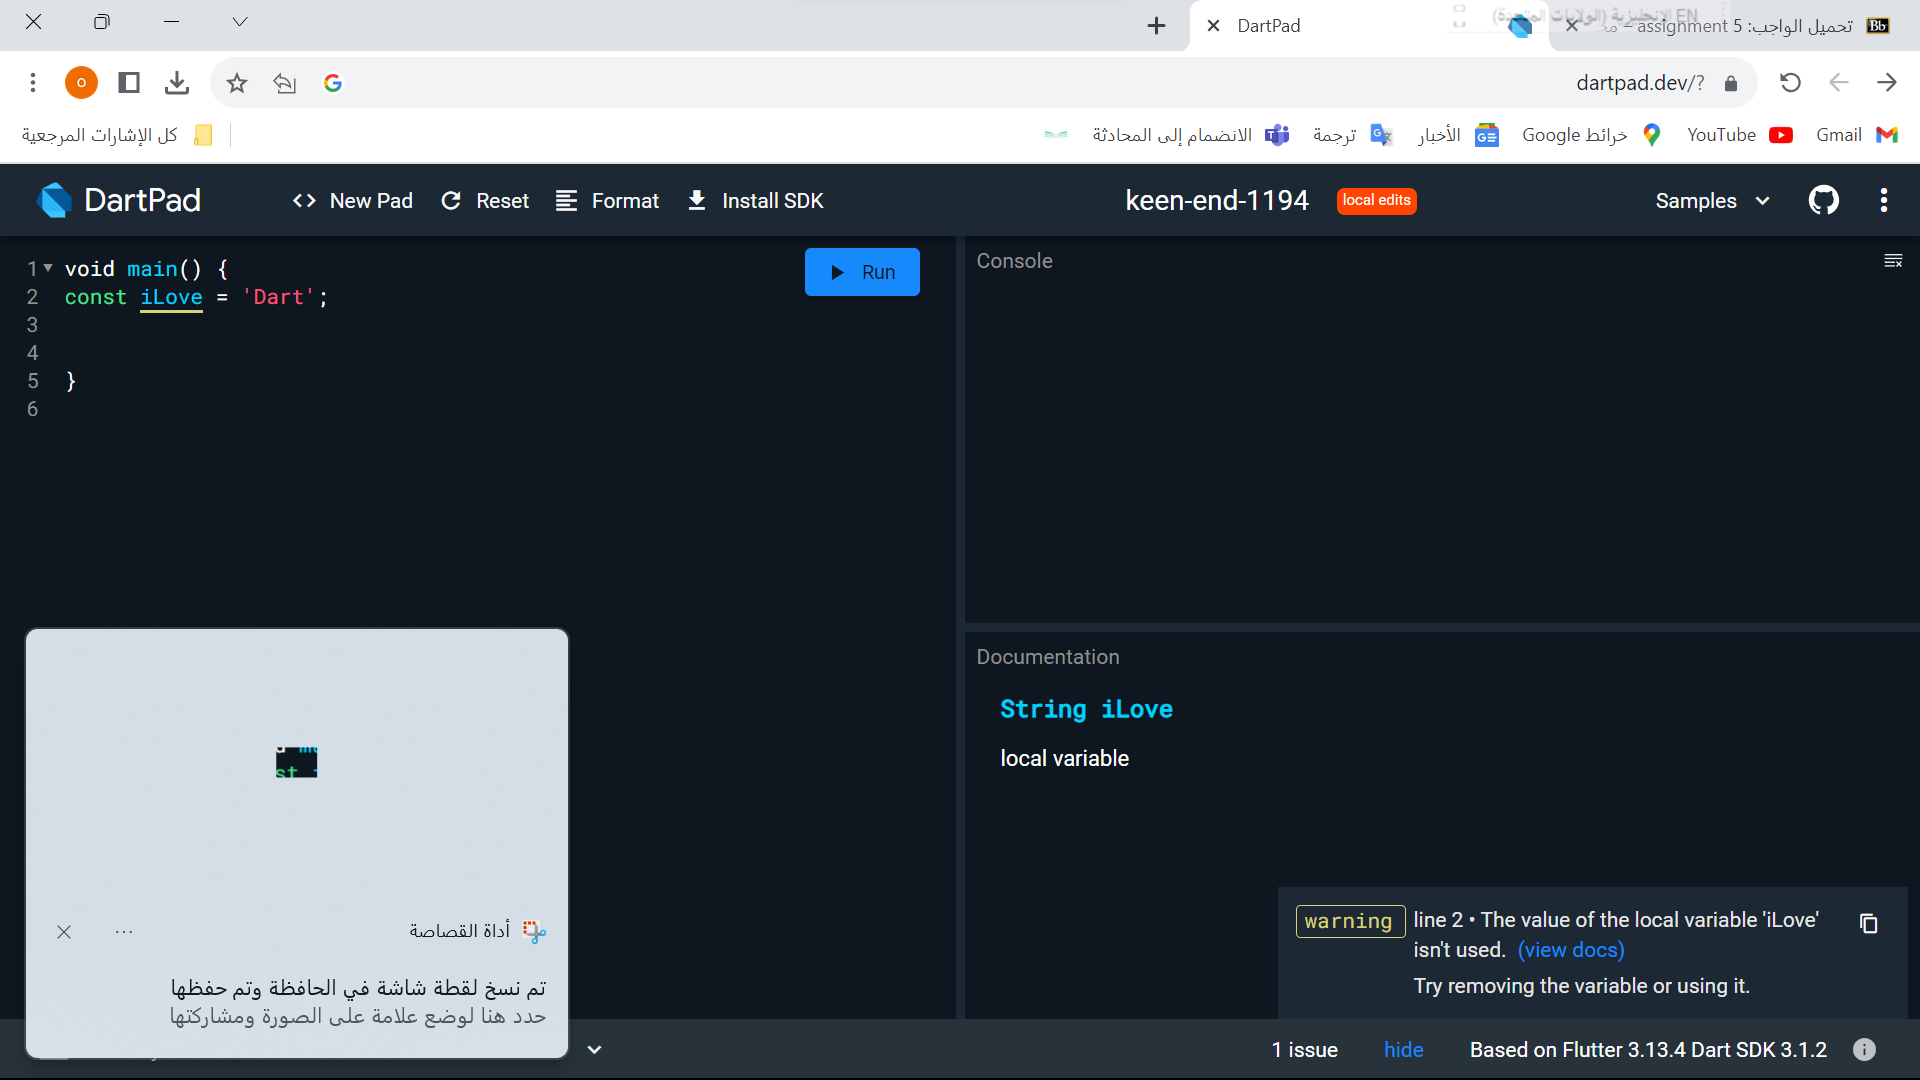 تحميل الواجب: assignment 5 –
DartPad
EN الإنجليزية (الولايات المتحدة)
dartpad.dev/?
o
Gmail
YouTube
خرائط Google
الأخبار
ترجمة
الانضمام إلى المحادثة
كل الإشارات المرجعية
DartPad
New Pad
Reset
Format
Install SDK
keen-end-1194
local edits
Samples
1 void main() {
2 const iLove = 'Dart';
3
4
5 }
6
Run
Console
Documentation
String iLove
local variable
warning
line 2 • The value of the local variable 'iLove'
isn't used. (view docs)
Try removing the variable or using it.
أداة القصاصة
تم نسخ لقطة شاشة في الحافظة وتم حفظها
حدد هنا لوضع علامة على الصورة ومشاركتها
1 issue
hide
Based on Flutter 3.13.4 Dart SDK 3.1.2